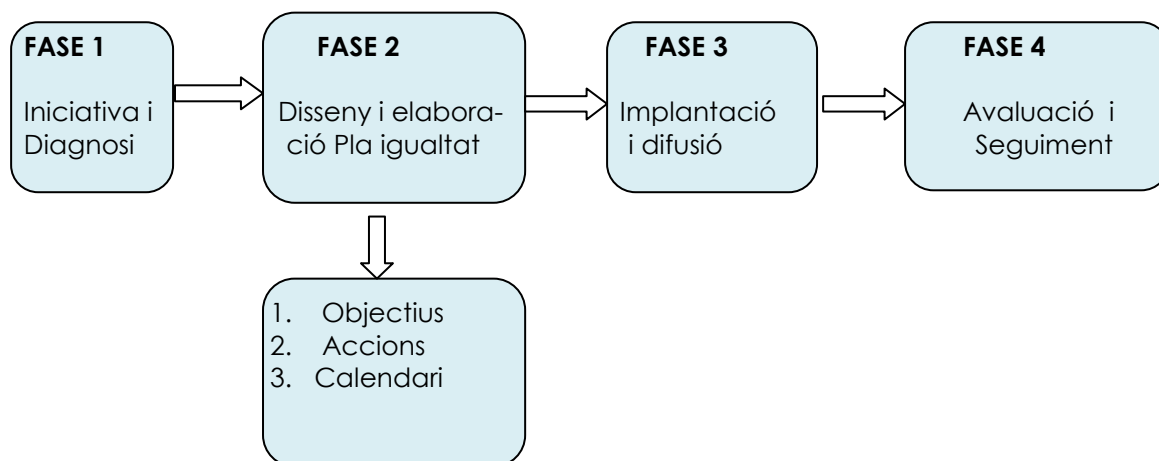 FASE 1
Iniciativa i
Diagnosi
FASE 2
Disseny i elabora-
ció Pla igualtat
FASE 3
Implantació
i difusió
FASE 4
Avaluació i
Seguiment
1. Objectius
2. Accions
3. Calendari